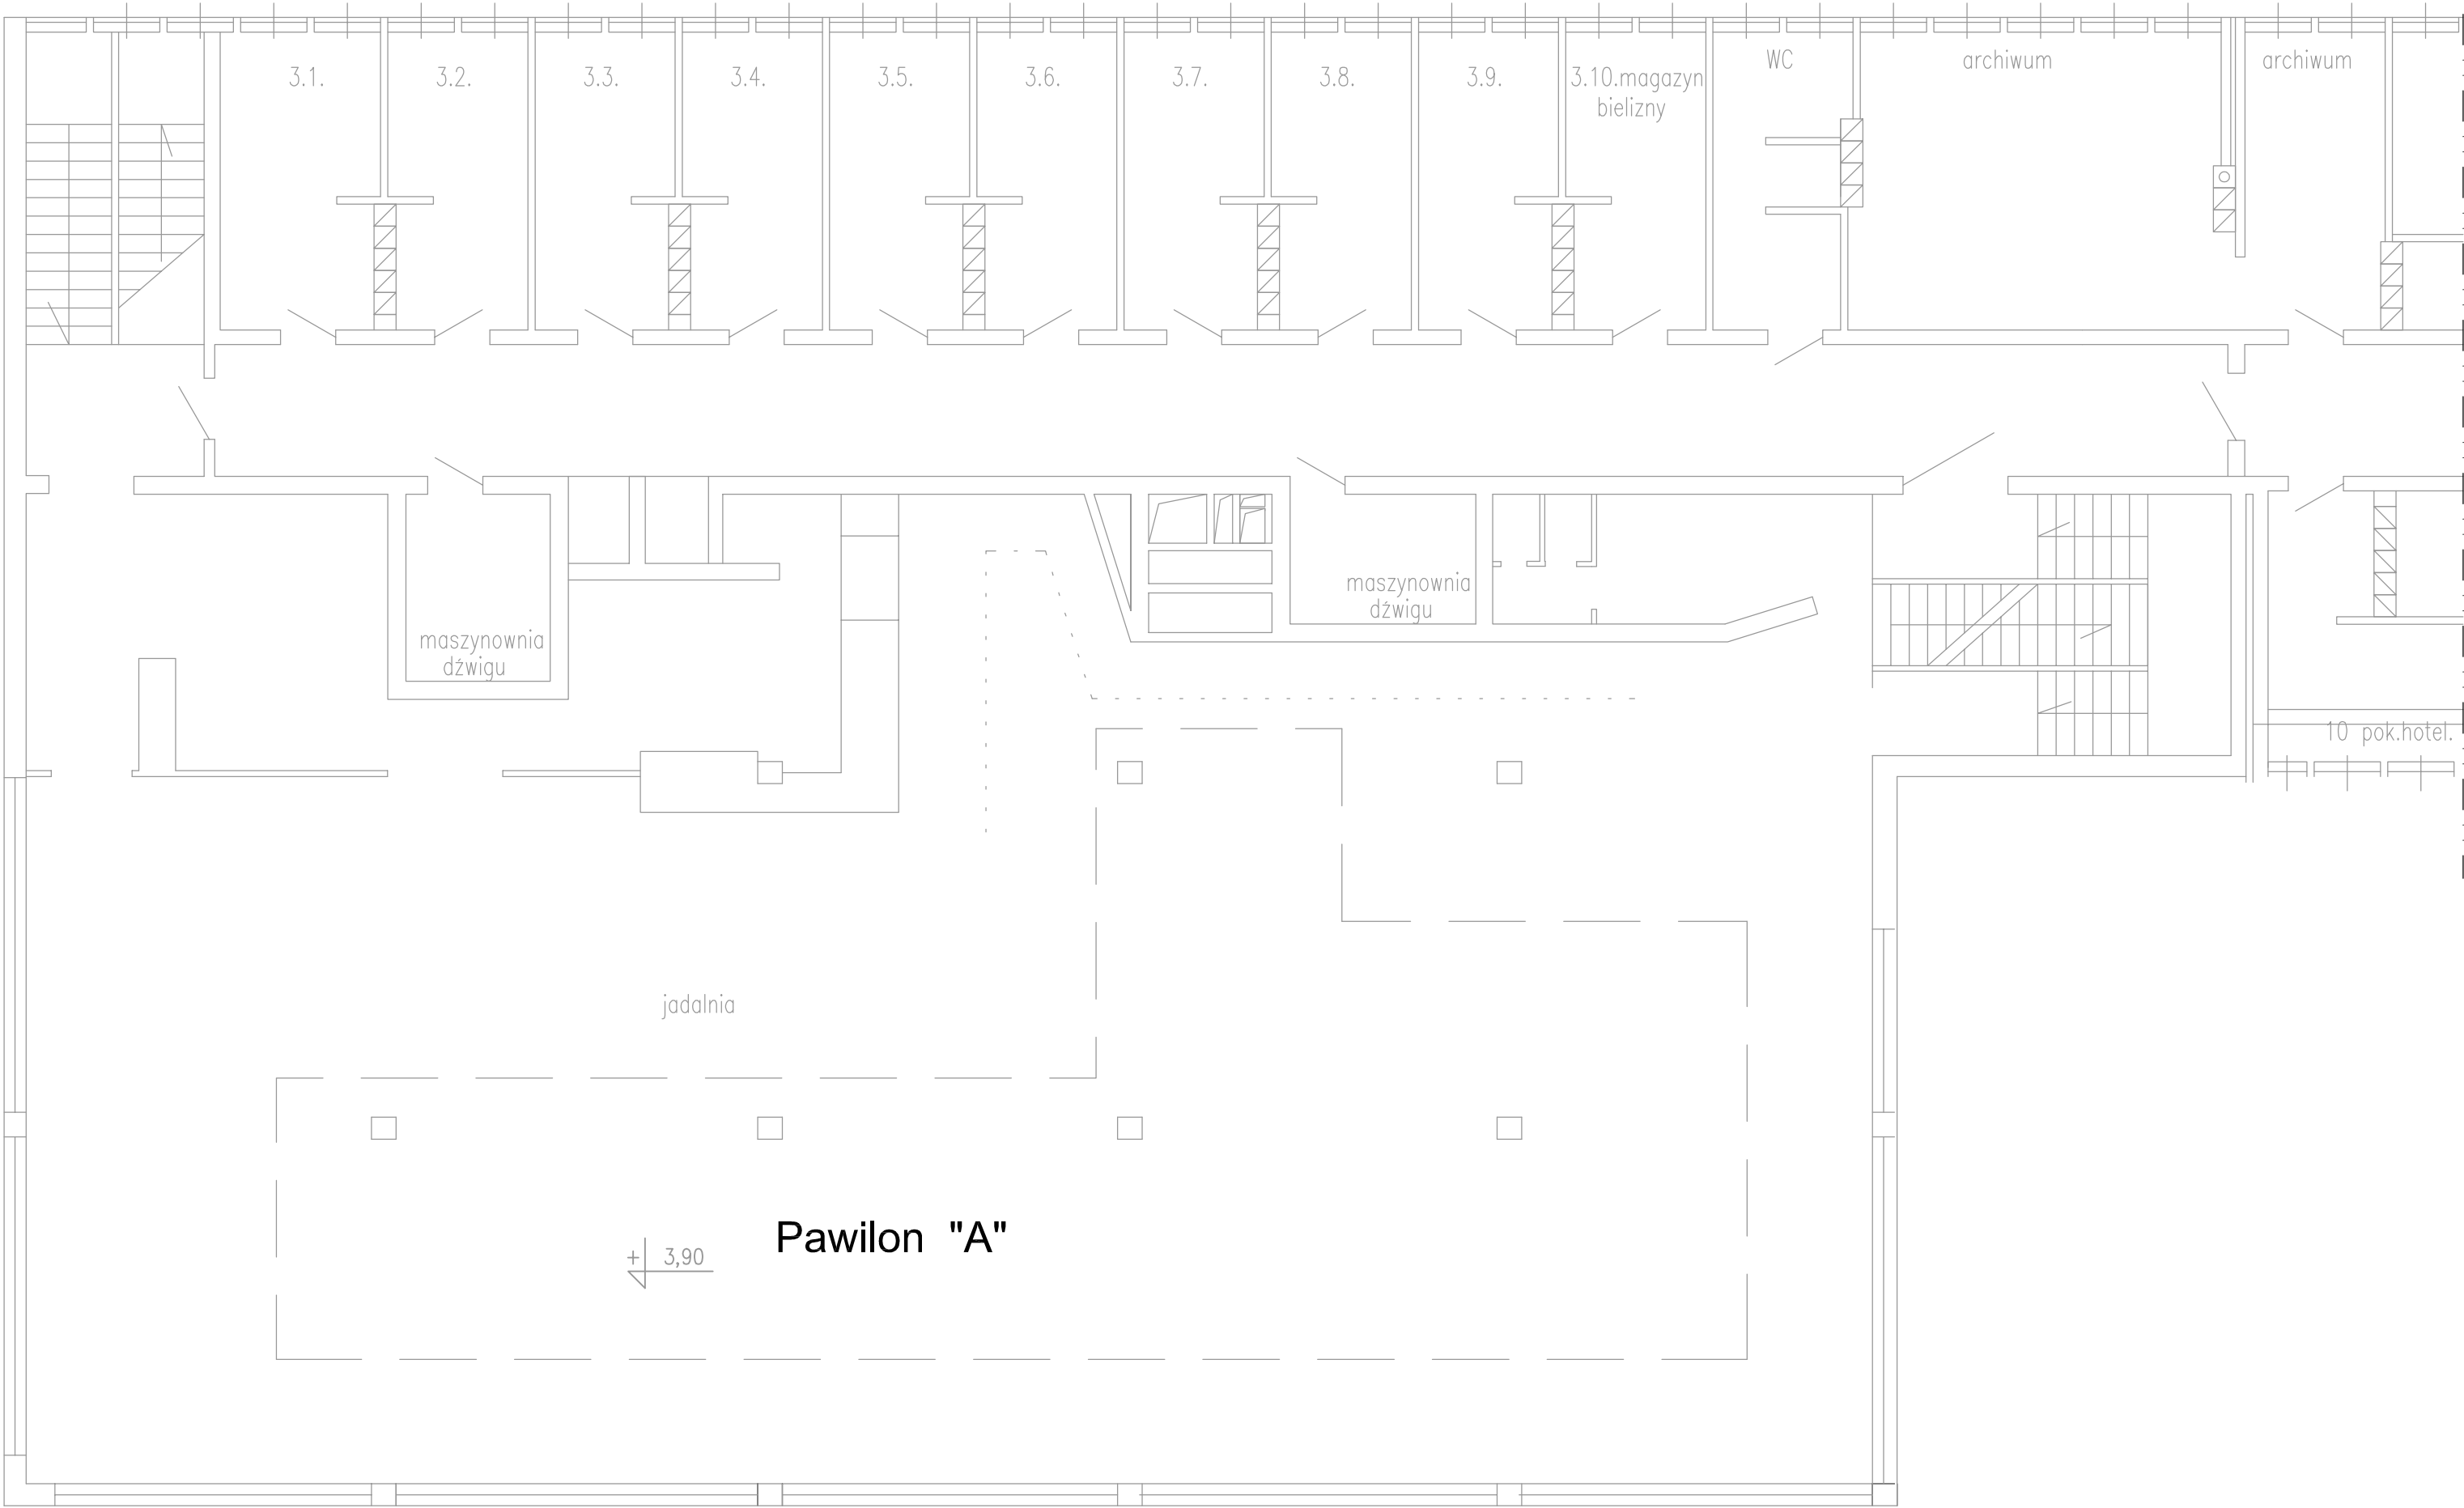 3.1.
3.2.
3.3.
3.4.
3.5.
3.6.
3.7.
3.8.
3.9.
3.10.magazyn
bielizny
WC
archiwum
archiwum
maszynownia
dźwigu
maszynownia
dźwigu
10 pok.hotel.
jadalnia
Pawilon "A"
+ 3,90